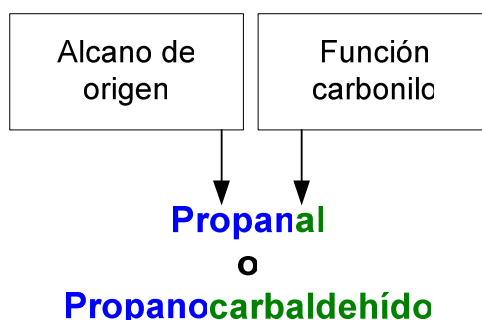 Alcano de
origen
Función
carbonilo
Propanal
o
Propanocarbaldehído